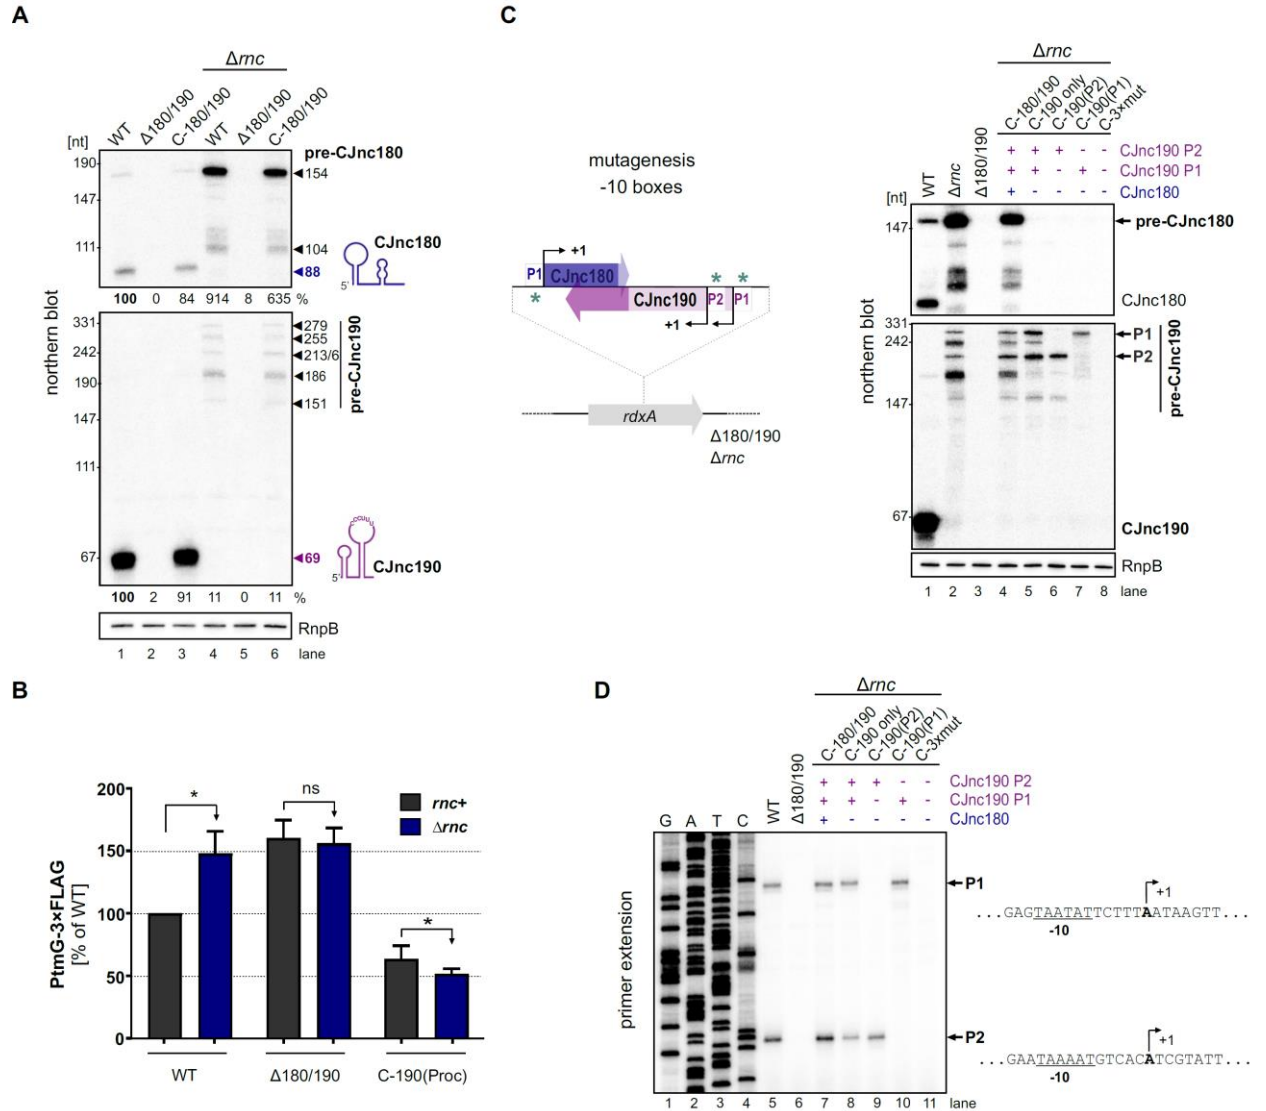 A
Δrnc
WT
Δ180/190
C-180/190
WT
Δ180/190
C-180/190
[nt]
pre-CJnc180
190
154
147
111
104
CJnc180
88
5'
100 0 84 914 8 635 %
northern blot
331
279
255
242
213/6
190
186
151
pre-CJnc190
147
111
67
69
CJnc190
5'
100 2 91 11 0 11 %
RnpB
1 2 3 4 5 6 lane
B
PtmG-3×FLAG
[% of WT]
200
150
100
50
0
*
ns
*
rnc+
Δrnc
WT
Δ180/190
C-190(Proc)
C
mutagenesis
-10 boxes
+1
P1 CJnc180
* * *
CJnc190 P2 P1
+1
rdxA
Δ180/190
Δrnc
Δrnc
WT
Δrnc
Δ180/190
C-180/190
C-190 only
C-190(P2)
C-190(P1)
C-3×mut
+ + + - - CJnc190 P2
+ + - + - CJnc190 P1
+ - - - - CJnc180
[nt]
147
pre-CJnc180
CJnc180
northern blot
331
242
P1
P2
pre-CJnc190
147
67
CJnc190
RnpB
1 2 3 4 5 6 7 8 lane
D
Δrnc
WT
Δ180/190
C-180/190
C-190 only
C-190(P2)
C-190(P1)
C-3xmut
+ + + - - CJnc190 P2
+ + - + - CJnc190 P1
+ - - - - CJnc180
G A T C
primer extension
P1
+1
...GAGTAATATTCTTTAATAAGTT...
-10
P2
+1
...GAATAAAATGTCACATCGTATT...
-10
1 2 3 4 5 6 7 8 9 10 11 lane